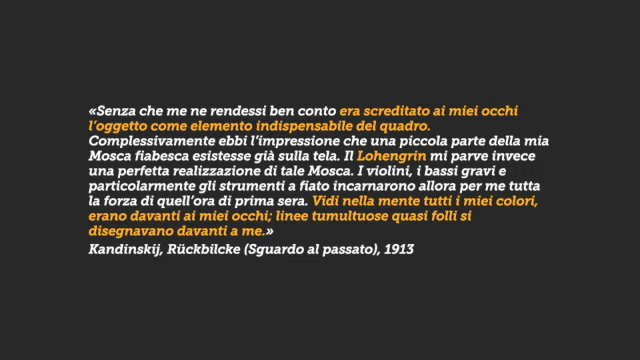 «Senza che me ne rendessi ben conto era screditato ai miei occhi
l'oggetto come elemento indispensabile del quadro.
Complessivamente ebbi l'impressione che una piccola parte della mia
Mosca fiabesca esistesse già sulla tela. Il Lohengrin mi parve invece
una perfetta realizzazione di tale Mosca. I violini, i bassi gravi e
particolarmente gli strumenti a fiato incarnarono allora per me tutta
la forza di quell'ora di prima sera. Vidi nella mente tutti i miei colori,
erano davanti ai miei occhi; linee tumultuose quasi folli si
disegnavano davanti a me.»
Kandinskij, Rückbilcke (Sguardo al passato), 1913